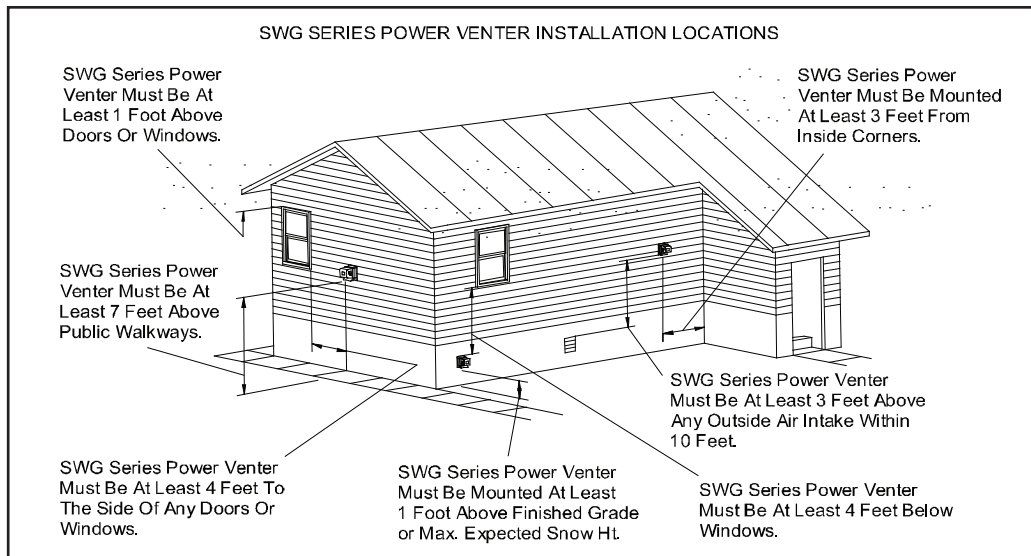 SWG SERIES POWER VENTER INSTALLATION LOCATIONS
SWG Series Power
Venter Must Be At
Least 1 Foot Above
Doors Or Windows.
SWG Series Power
Venter Must Be Mounted
At Least 3 Feet From
Inside Corners.
SWG Series Power
Venter Must Be At
Least 7 Feet Above
Public Walkways.
SWG Series Power Venter
Must Be At Least 3 Feet Above
Any Outside Air Intake Within
10 Feet.
SWG Series Power Venter
Must Be At Least 4 Feet To
The Side Of Any Doors Or
Windows.
SWG Series Power Venter
Must Be Mounted At Least
1 Foot Above Finished Grade
or Max. Expected Snow Ht.
SWG Series Power Venter
Must Be At Least 4 Feet Below
Windows.